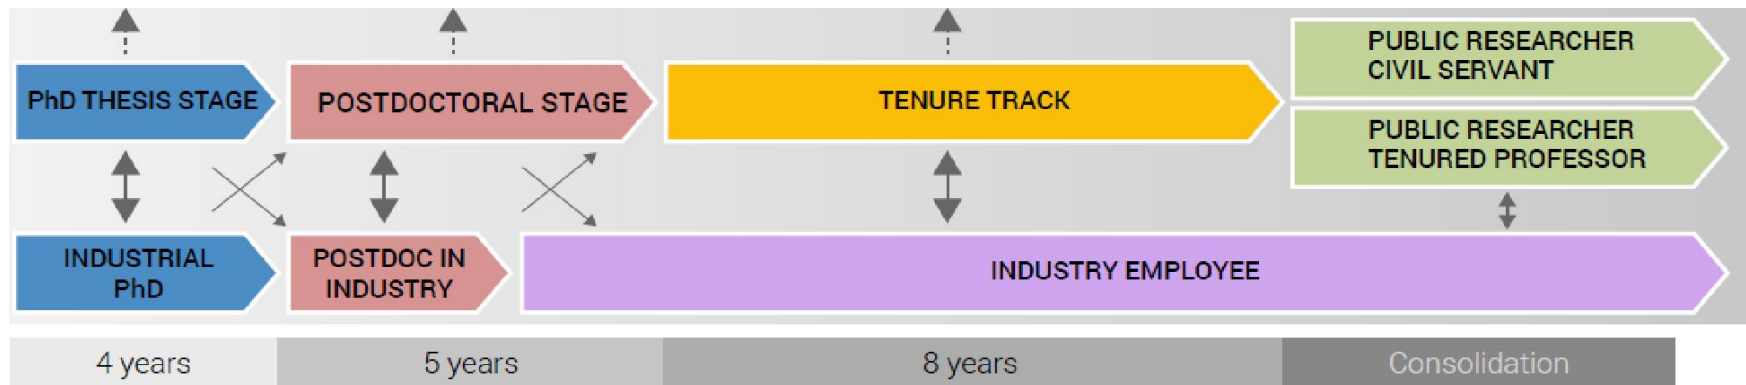 PhD THESIS STAGE
POSTDOCTORAL STAGE
TENURE TRACK
PUBLIC RESEARCHER
CIVIL SERVANT
PUBLIC RESEARCHER
TENURED PROFESSOR
INDUSTRIAL
PhD
POSTDOC IN
INDUSTRY
INDUSTRY EMPLOYEE
4 years
5 years
8 years
Consolidation